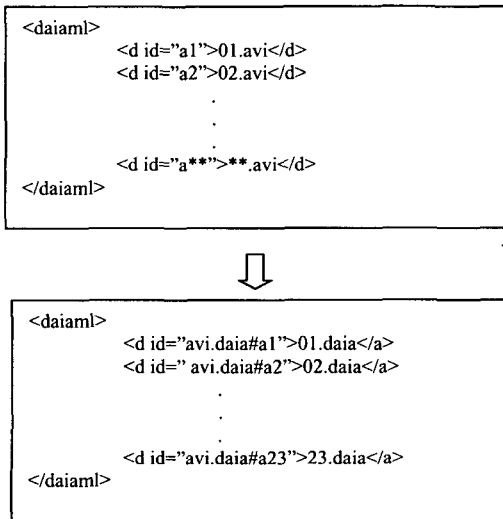 <daiaml>
<d id=”a1”>01.avi</d>
<d id=”a2”>02.avi</d>
.
.
.
<d id=”a**”>**.avi</d>
</daiaml>
<daiaml>
<d id=”avi.daia#a1”>01.daia</a>
<d id=” avi.daia#a2”>02.daia</a>
.
.
.
<d id=”avi.daia#a23”>23.daia</a>
</daiaml>